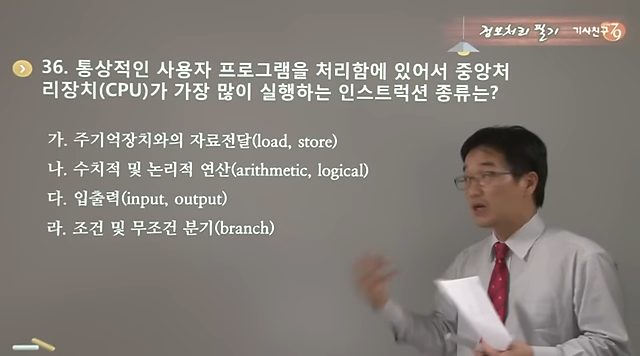 정보처리 필기 기사친구
36. 통상적인 사용자 프로그램을 처리함에 있어서 중앙처
리장치(CPU)가 가장 많이 실행하는 인스트럭션 종류는?
가. 주기억장치와의 자료전달(load, store)
나. 수치적 및 논리적 연산(arithmetic, logical)
다. 입출력(input, output)
라. 조건 및 무조건 분기(branch)